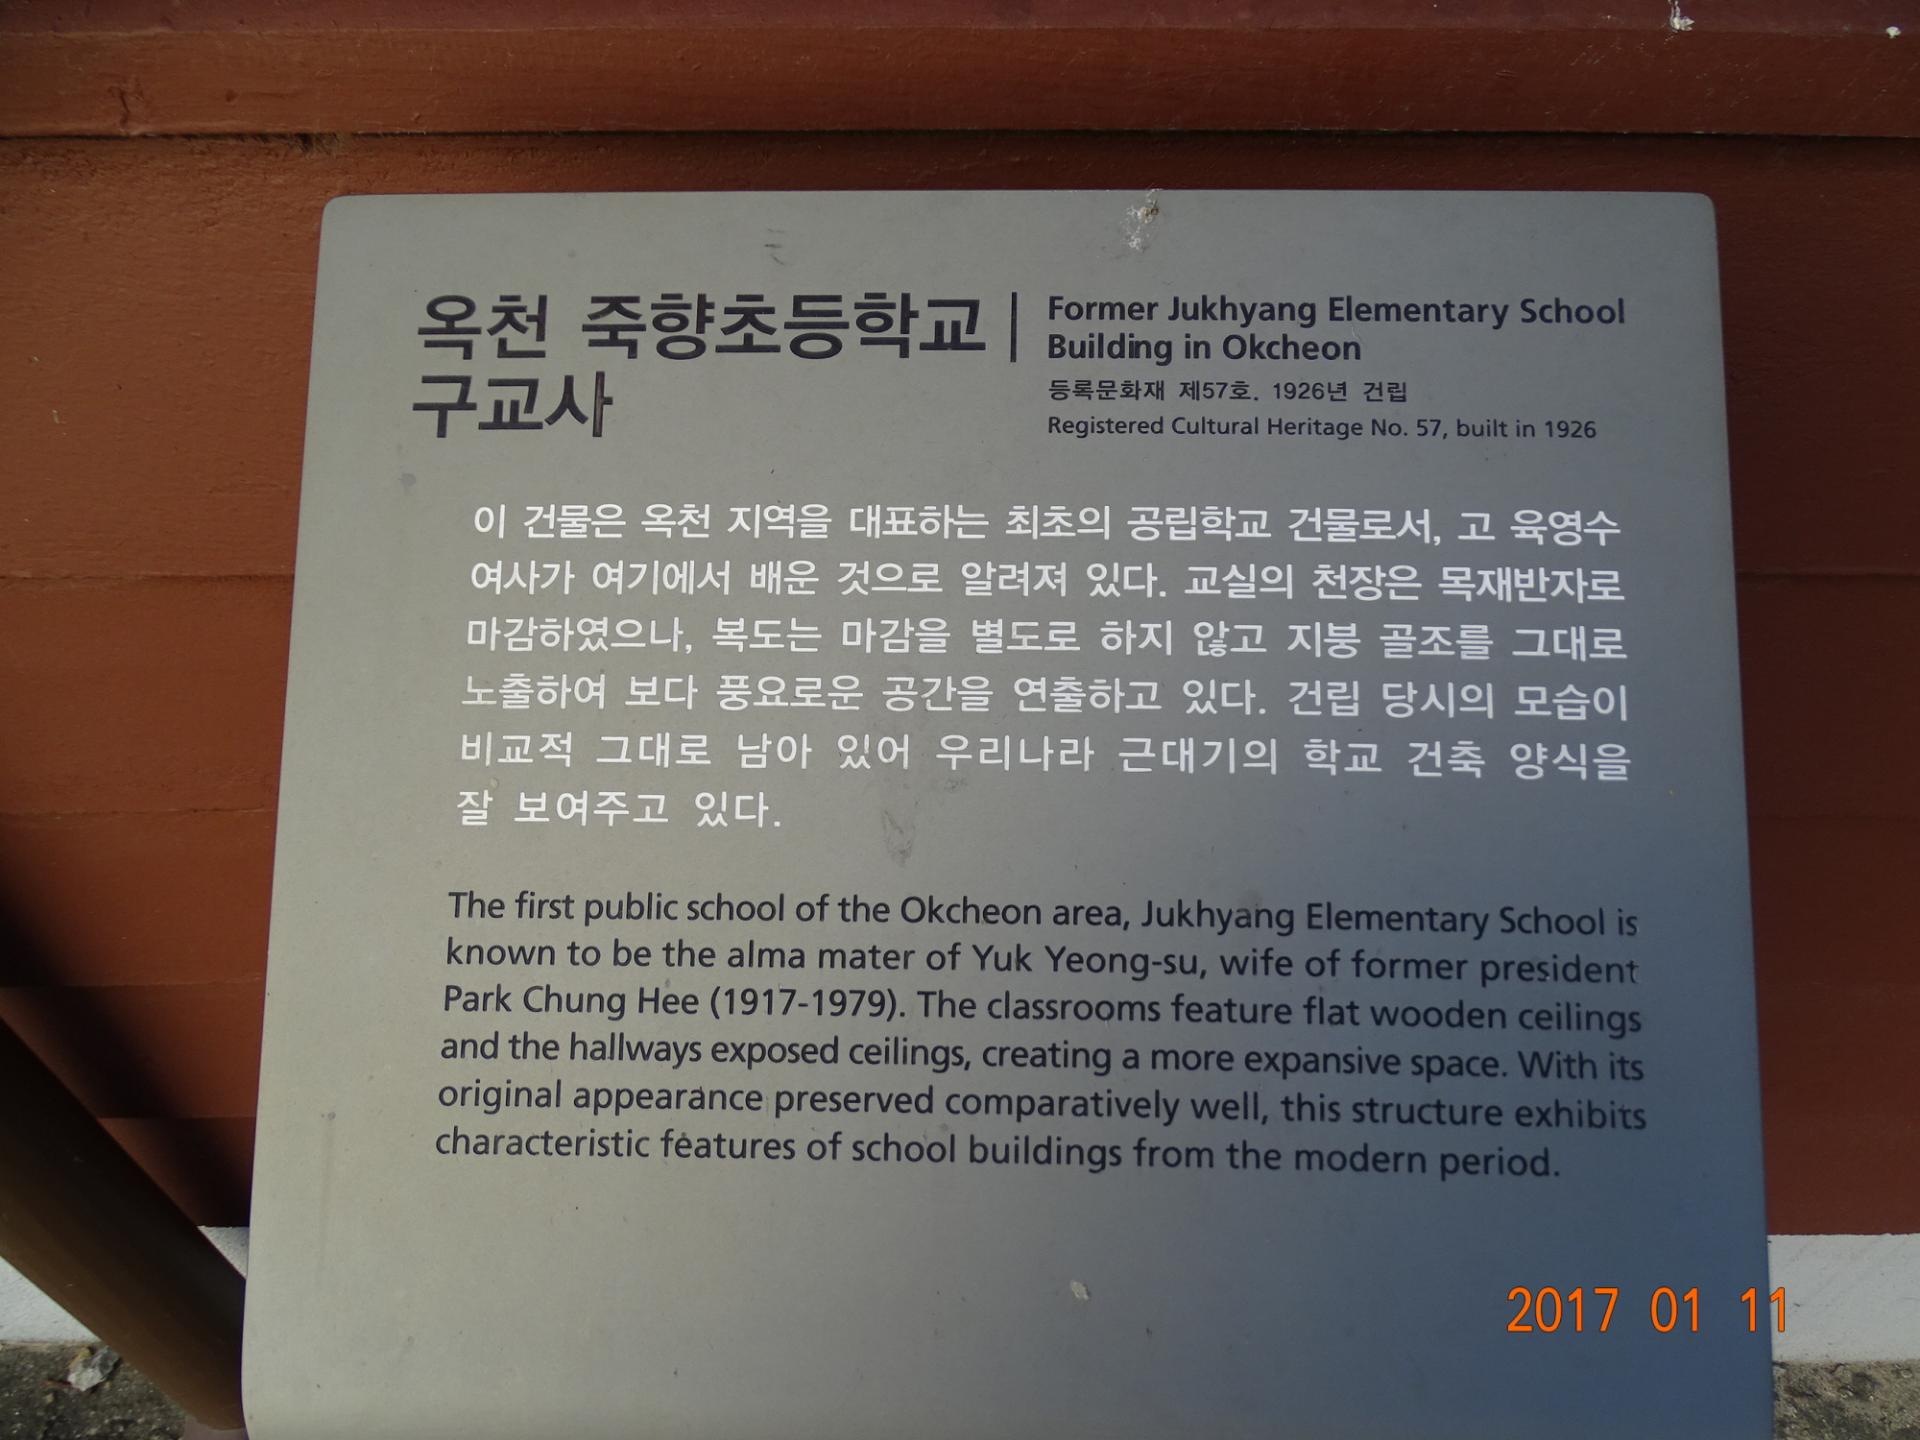 옥천 죽향초등학교
구교사
Former Jukhyang Elementary School
Building in Okcheon
등록문화재 제57호. 1926년 건립
Registered Cultural Heritage No. 57, built in 1926
이 건물은 옥천 지역을 대표하는 최초의 공립학교 건물로서, 고 육영수
여사가 여기에서 배운 것으로 알려져 있다. 교실의 천장은 목재반자로
마감하였으나, 복도는 마감을 별도로 하지 않고 지붕 골조를 그대로
노출하여 보다 풍요로운 공간을 연출하고 있다. 건립 당시의 모습이
비교적 그대로 남아 있어 우리나라 근대기의 학교 건축 양식을
잘 보여주고 있다.
The first public school of the Okcheon area, Jukhyang Elementary School is
known to be the alma mater of Yuk Yeong-su, wife of former president
Park Chung Hee (1917-1979). The classrooms feature flat wooden ceilings
and the hallways exposed ceilings, creating a more expansive space. With its
original appearance preserved comparatively well, this structure exhibits
characteristic features of school buildings from the modern period.
2017 01 11